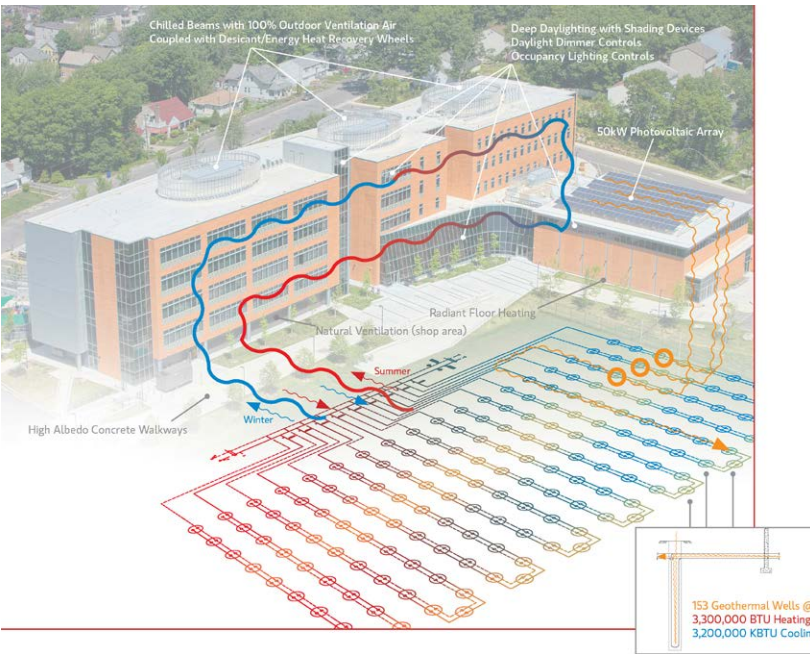 Chilled Beams with 100% Outdoor Ventilation Air
Coupled with Desicant/Energy Heat Recovery Wheels
Deep Daylighting with Shading Devices
Daylight Dimmer Controls
Occupancy Lighting Controls
50kW Photovoltaic Array
Radiant Floor Heating
Natural Ventilation (shop area)
Summer
Winter
High Albedo Concrete Walkways
153 Geothermal Wells @
3,300,000 BTU Heating
3,200,000 KBTU Coolin